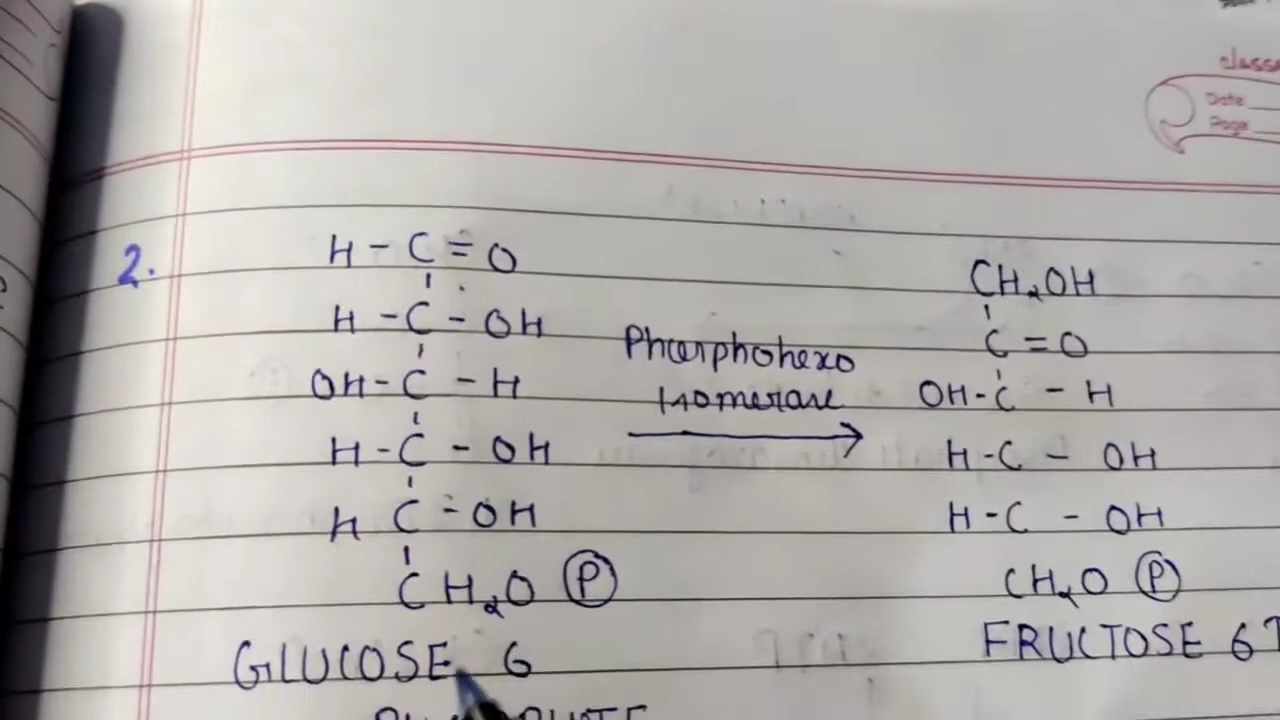 classm
Date
Page
2.
H - C = O
H - C - OH
OH - C - H
H - C - OH
H C - OH
CH₂O P
GLUCOSE 6
Phosphohexo
Isomerase
CH₂OH
C = O
OH - C - H
H - C - OH
H - C - OH
CH₂O P
FRUCTOSE 6